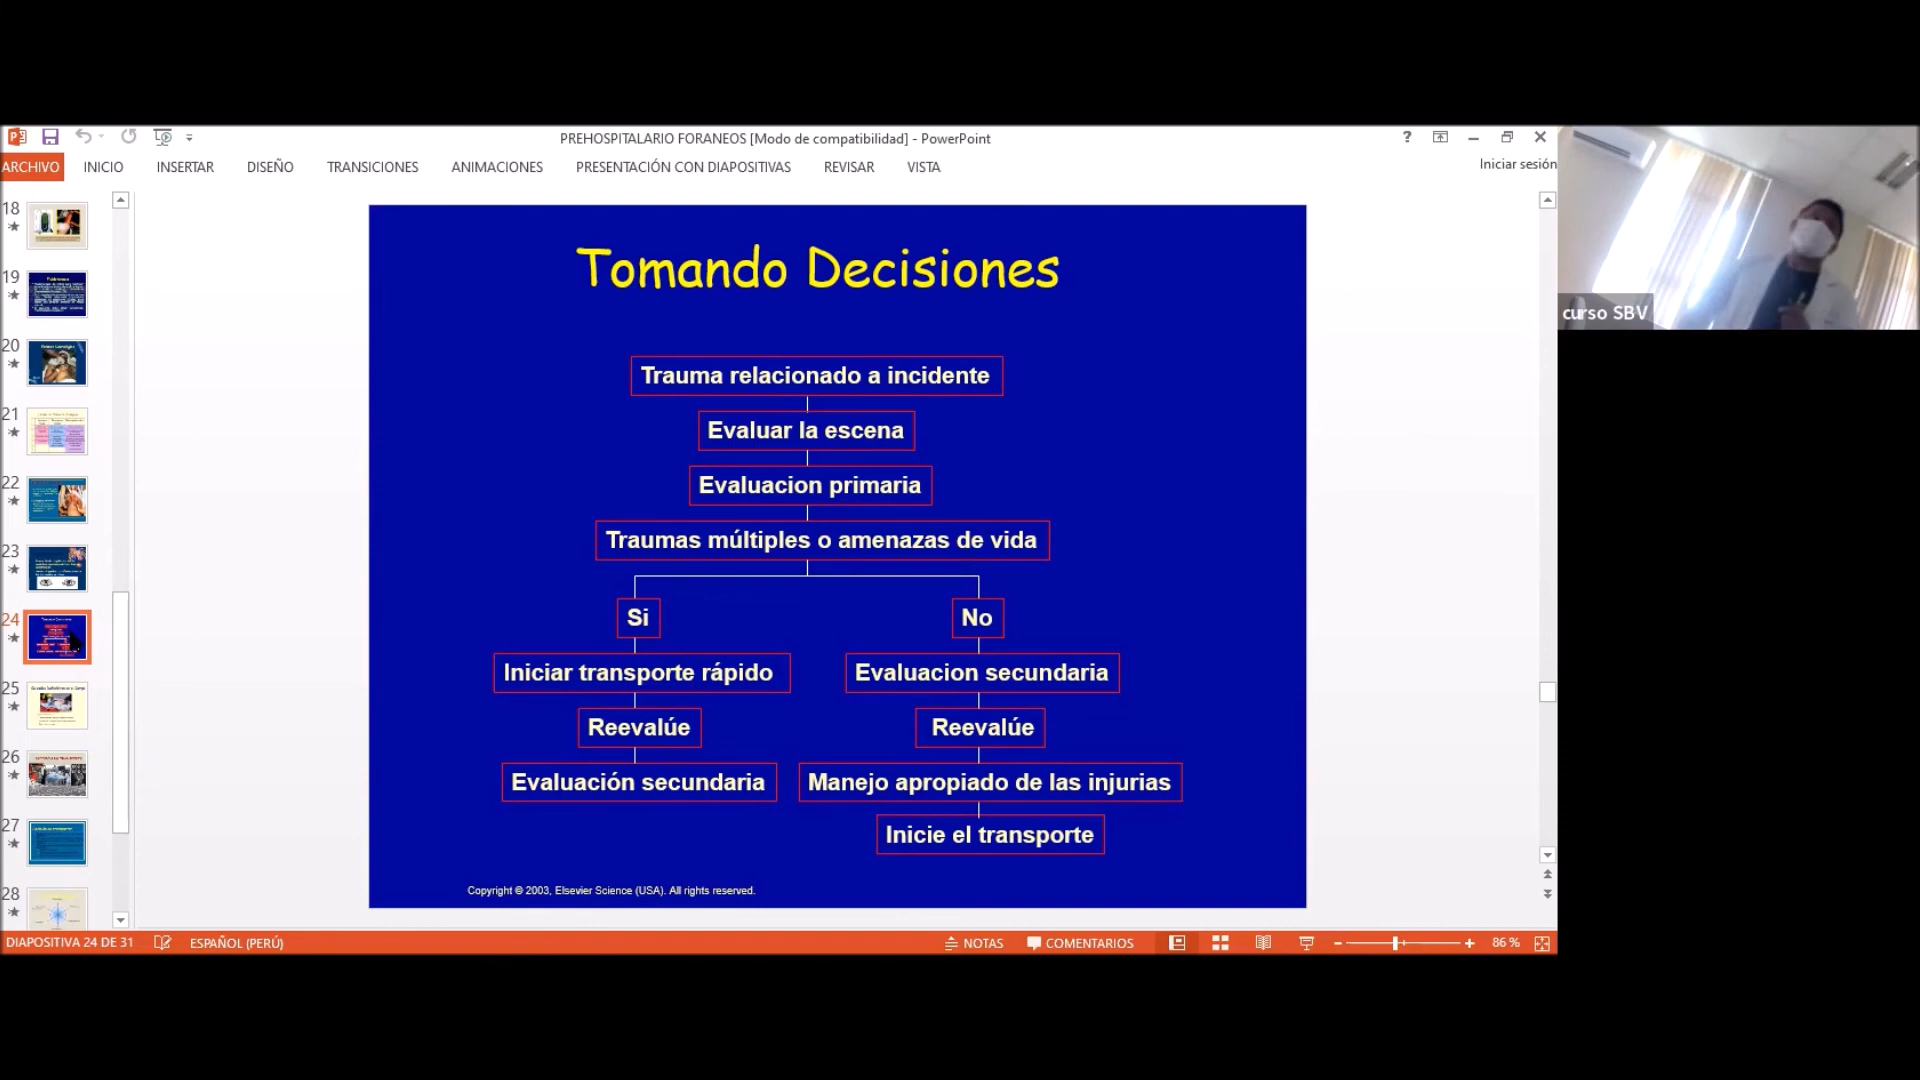 PREHOSPITALARIO FORANEOS [Modo de compatibilidad] - PowerPoint
?
ARCHIVO INICIO INSERTAR DISEÑO TRANSICIONES ANIMACIONES PRESENTACIÓN CON DIAPOSITIVAS REVISAR VISTA Iniciar sesión
18
19
20
21
22
23
24
25
26
27
28
Tomando Decisiones
Trauma relacionado a incidente
Evaluar la escena
Evaluacion primaria
Traumas múltiples o amenazas de vida
Si No
Iniciar transporte rápido Evaluacion secundaria
Reevalúe Reevalúe
Evaluación secundaria Manejo apropiado de las injurias
Inicie el transporte
Copyright © 2003, Elsevier Science (USA). All rights reserved.
curso SBV
DIAPOSITIVA 24 DE 31 ESPAÑOL (PERÚ) NOTAS COMENTARIOS 86 %